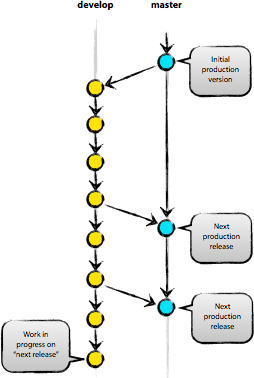 develop
master
Initial
production
version
Next
production
release
Next
production
release
Work in
progress on
“next release”